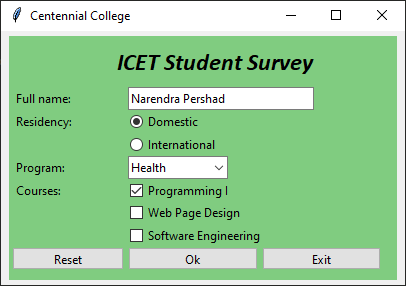 Centennial College
ICET Student Survey
Full name: Narendra Pershad
Residency: Domestic
International
Program: Health
Courses: Programming I
Web Page Design
Software Engineering
Reset Ok Exit